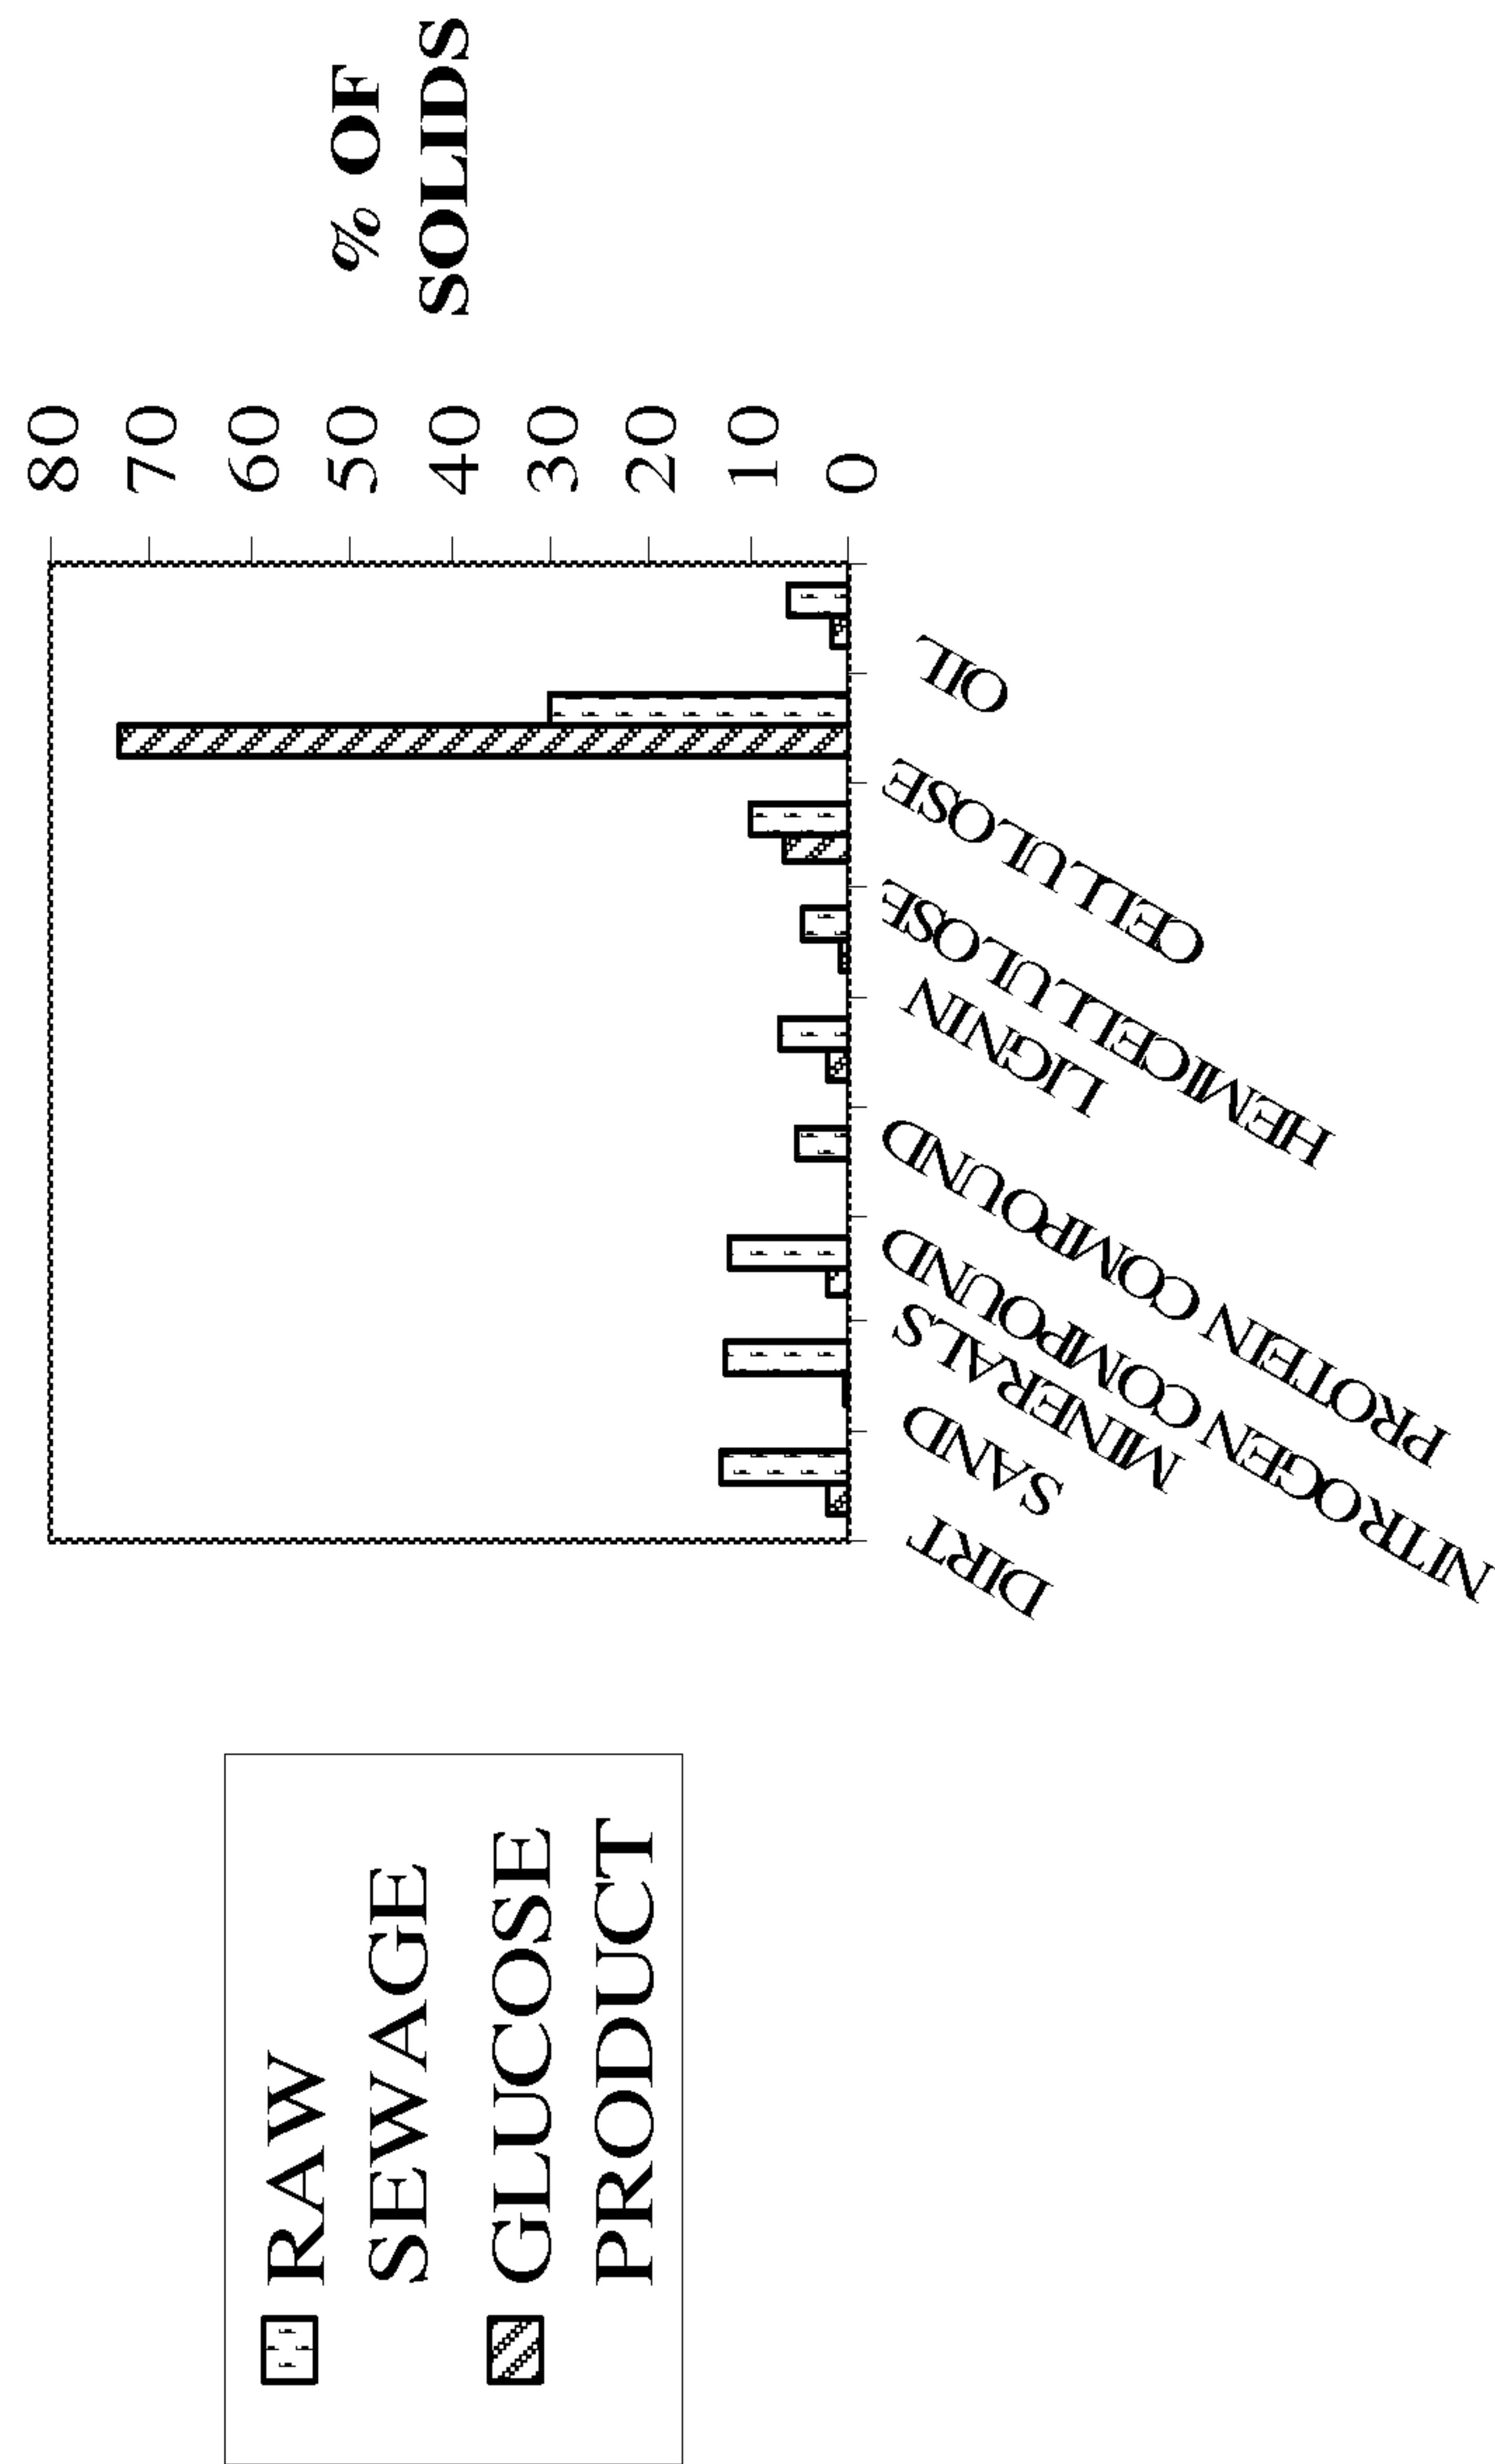 % OF
SOLIDS
80
70
60
50
40
30
20
10
0
OIL
CELLULOSE
HEMICELLULOSE
LIGNIN
PROTEIN COMPOUND
NITROGEN COMPOUND
MINERALS
SAND
DIRT
RAW
SEWAGE
GLUCOSE
PRODUCT